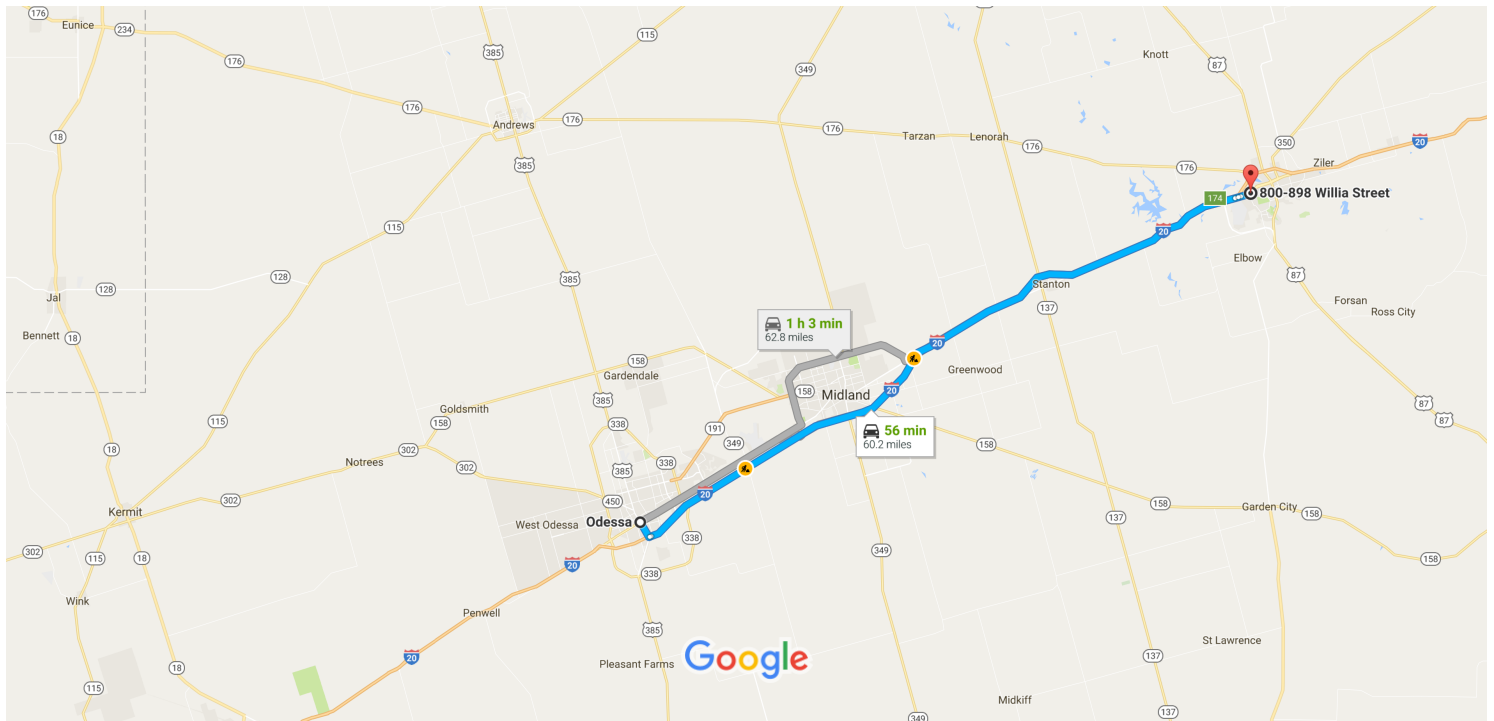 176
Eunice
234
176
176
385
115
349
Knott
87
176
Andrews
176
176
Tarzan
Lenorah
176
176
350
Ziler
20
18
385
174
800-898 Willia Street
115
20
Elbow
87
128
128
385
Stanton
137
Forsan
Ross City
Jal
Bennett
18
1 h 3 min
62.8 miles
20
158
Gardendale
Greenwood
385
158
Midland
20
Goldsmith
158
115
338
191
349
56 min
60.2 miles
158
87
87
18
Notrees
302
302
385
338
450
20
158
Garden City
158
Kermit
302
West Odessa
Odessa
338
137
302
115
18
20
338
349
158
Wink
Penwell
385
20
Google
St Lawrence
137
18
Pleasant Farms
115
Midkiff
349
137